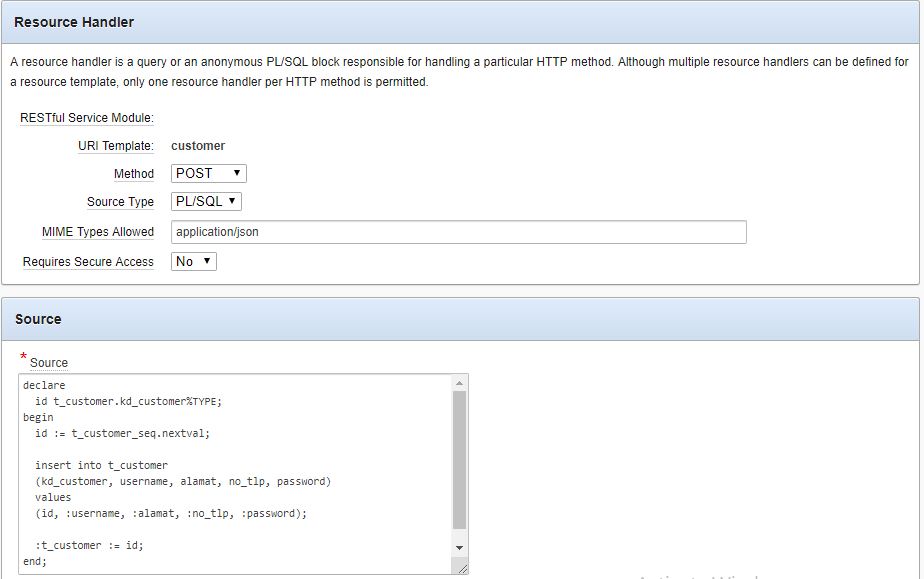 Resource Handler
A resource handler is a query or an anonymous PL/SQL block responsible for handling a particular HTTP method. Although multiple resource handlers can be defined for
a resource template, only one resource handler per HTTP method is permitted.
RESTful Service Module:
URI Template: customer
Method POST
Source Type PL/SQL
MIME Types Allowed application/json
Requires Secure Access No
Source
* Source
declare
  id t_customer.kd_customer%TYPE;
begin
  id := t_customer_seq.nextval;
  insert into t_customer
  (kd_customer, username, alamat, no_tlp, password)
  values
  (id, :username, :alamat, :no_tlp, :password);
  :t_customer := id;
end;